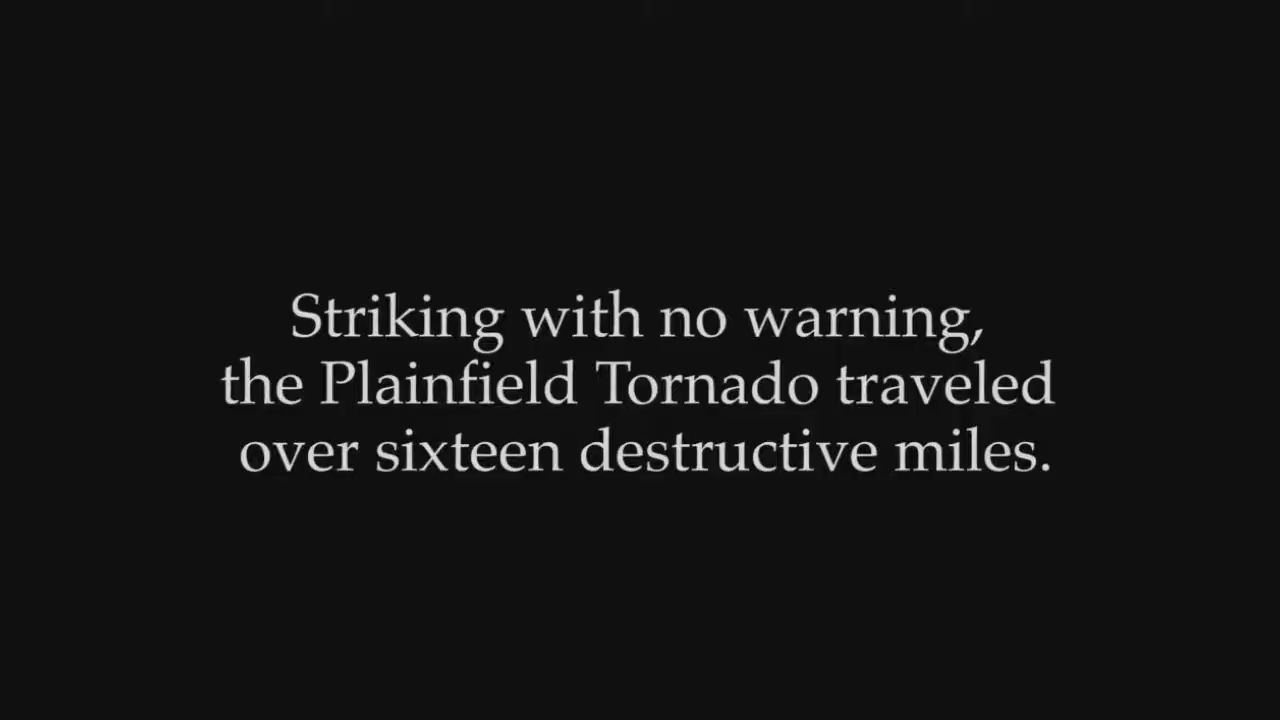 Striking with no warning,
the Plainfield Tornado traveled
over sixteen destructive miles.